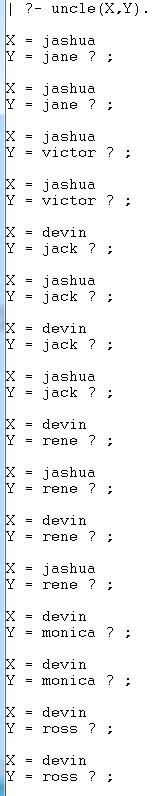 | ?- uncle(X,Y).
X = jashua
Y = jane ? ;
X = jashua
Y = jane ? ;
X = jashua
Y = victor ? ;
X = jashua
Y = victor ? ;
X = devin
Y = jack ? ;
X = jashua
Y = jack ? ;
X = devin
Y = jack ? ;
X = jashua
Y = jack ? ;
X = devin
Y = rene ? ;
X = jashua
Y = rene ? ;
X = devin
Y = rene ? ;
X = jashua
Y = rene ? ;
X = devin
Y = monica ? ;
X = devin
Y = monica ? ;
X = devin
Y = ross ? ;
X = devin
Y = ross ? ;